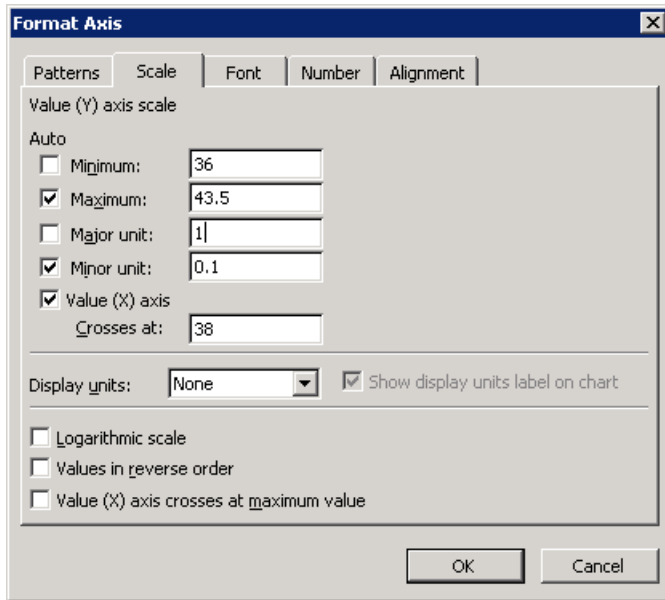 Format Axis
Patterns Scale Font Number Alignment
Value (Y) axis scale
Auto
Minimum: 36
Maximum: 43.5
Major unit: 1
Minor unit: 0.1
Value (X) axis
Crosses at: 38
Display units: None Show display units label on chart
Logarithmic scale
Values in reverse order
Value (X) axis crosses at maximum value
OK Cancel